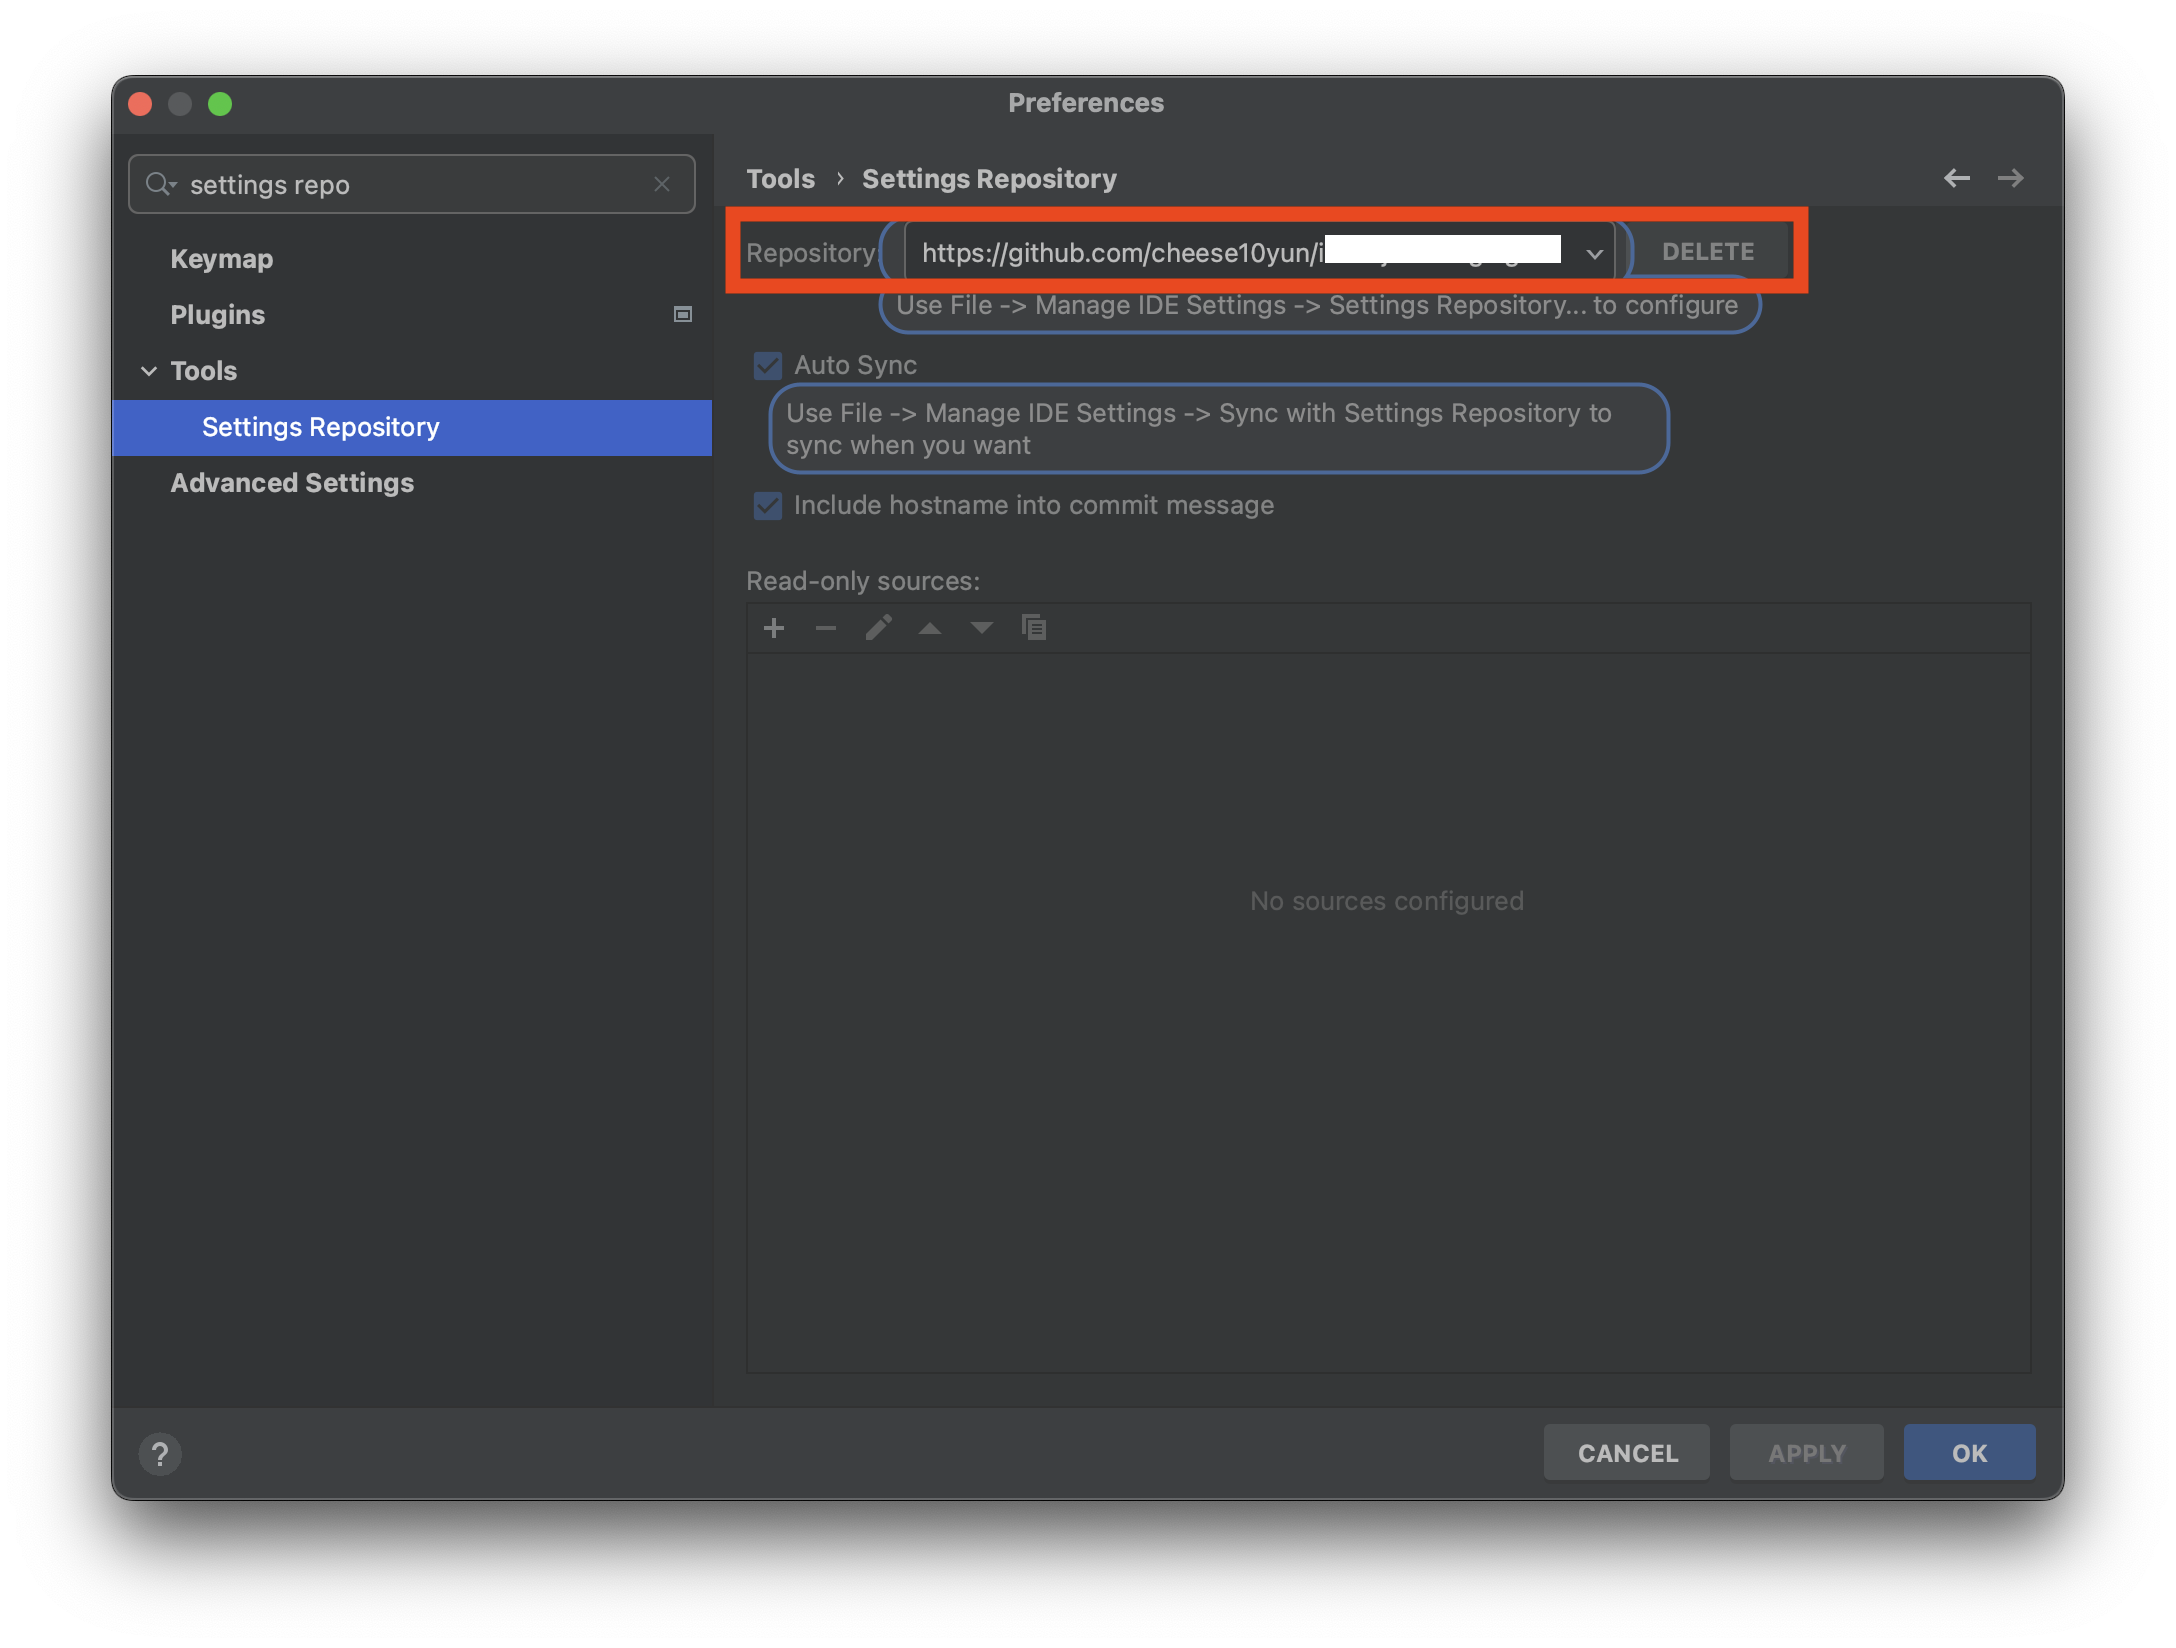 Preferences
settings repo
Keymap
Plugins
Tools
Settings Repository
Advanced Settings
Tools › Settings Repository
Repository: https://github.com/cheese10yun/i DELETE
Use File -> Manage IDE Settings -> Settings Repository... to configure
Auto Sync
Use File -> Manage IDE Settings -> Sync with Settings Repository to
sync when you want
Include hostname into commit message
Read-only sources:
No sources configured
?
CANCEL APPLY OK